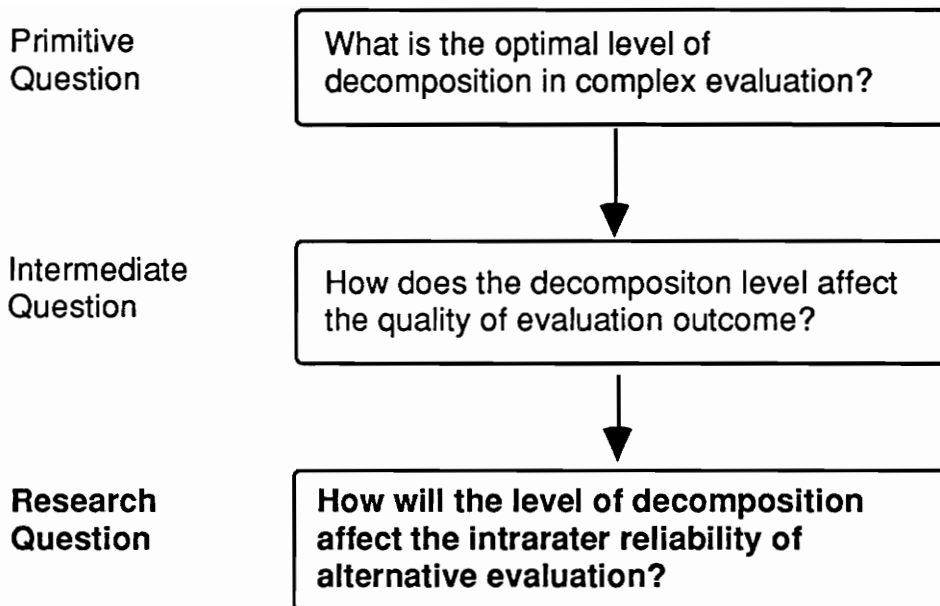 Primitive
Question
What is the optimal level of
decomposition in complex evaluation?
Intermediate
Question
How does the decompositon level affect
the quality of evaluation outcome?
Research
Question
How will the level of decomposition
affect the intrarater reliability of
alternative evaluation?